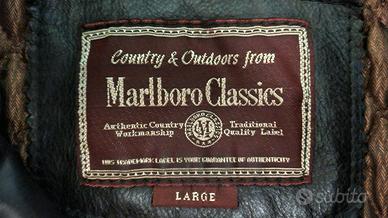 Country & Outdoors from
Marlboro Classics
Authentic Country Traditional
Workmanship Quality Label
THIS TRADEMARK LABEL IS YOUR GUARANTEE OF AUTHENTICITY
LARGE
subito